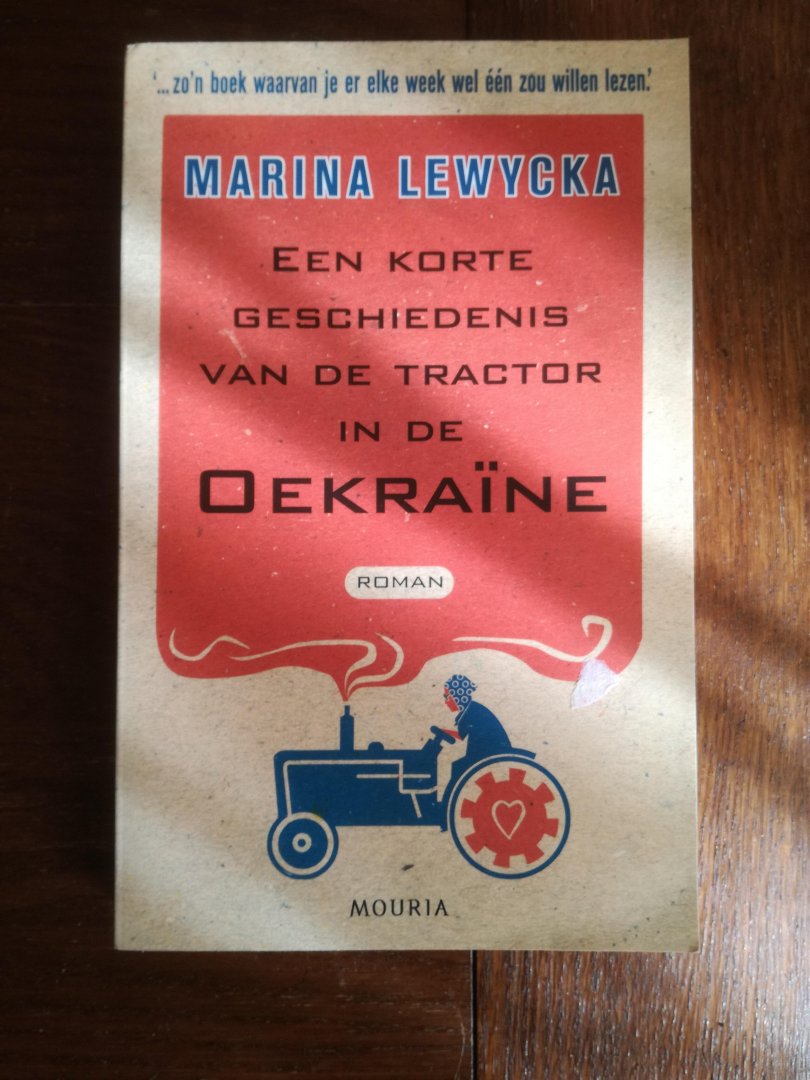 ‘... zo’n boek waarvan je er elke week wel één zou willen lezen.’
MARINA LEWYCKA
EEN KORTE
GESCHIEDENIS
VAN DE TRACTOR
IN DE
OEKRAÏNE
ROMAN
MOURIA